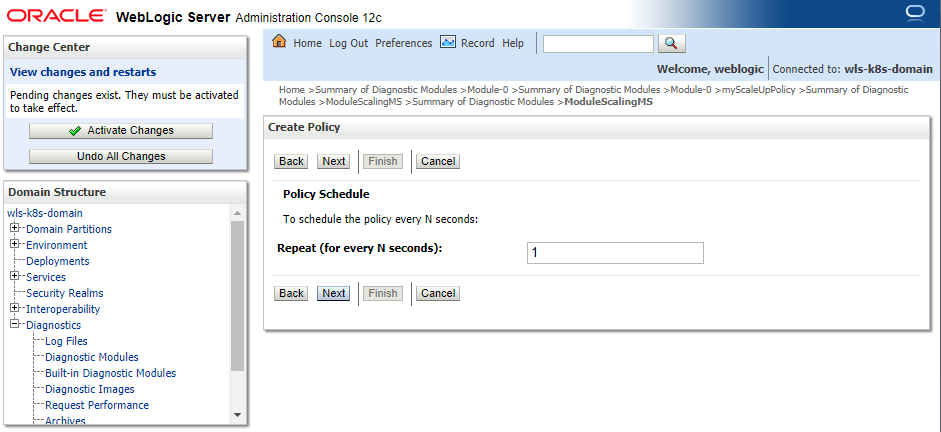 ORACLE WebLogic Server Administration Console 12c
Change Center
View changes and restarts
Pending changes exist. They must be activated
to take effect.
Activate Changes
Undo All Changes
Domain Structure
wls-k8s-domain
Domain Partitions
Environment
Deployments
Services
Security Realms
Interoperability
Diagnostics
Log Files
Diagnostic Modules
Built-in Diagnostic Modules
Diagnostic Images
Request Performance
Archives
Home Log Out Preferences Record Help
Welcome, weblogic Connected to: wls-k8s-domain
Home >Summary of Diagnostic Modules >Module-0 >Summary of Diagnostic Modules >Module-0 >myScaleUpPolicy >Summary of Diagnostic
Modules >ModuleScalingMS >Summary of Diagnostic Modules >ModuleScalingMS
Create Policy
Back Next Finish Cancel
Policy Schedule
To schedule the policy every N seconds:
Repeat (for every N seconds): 1
Back Next Finish Cancel